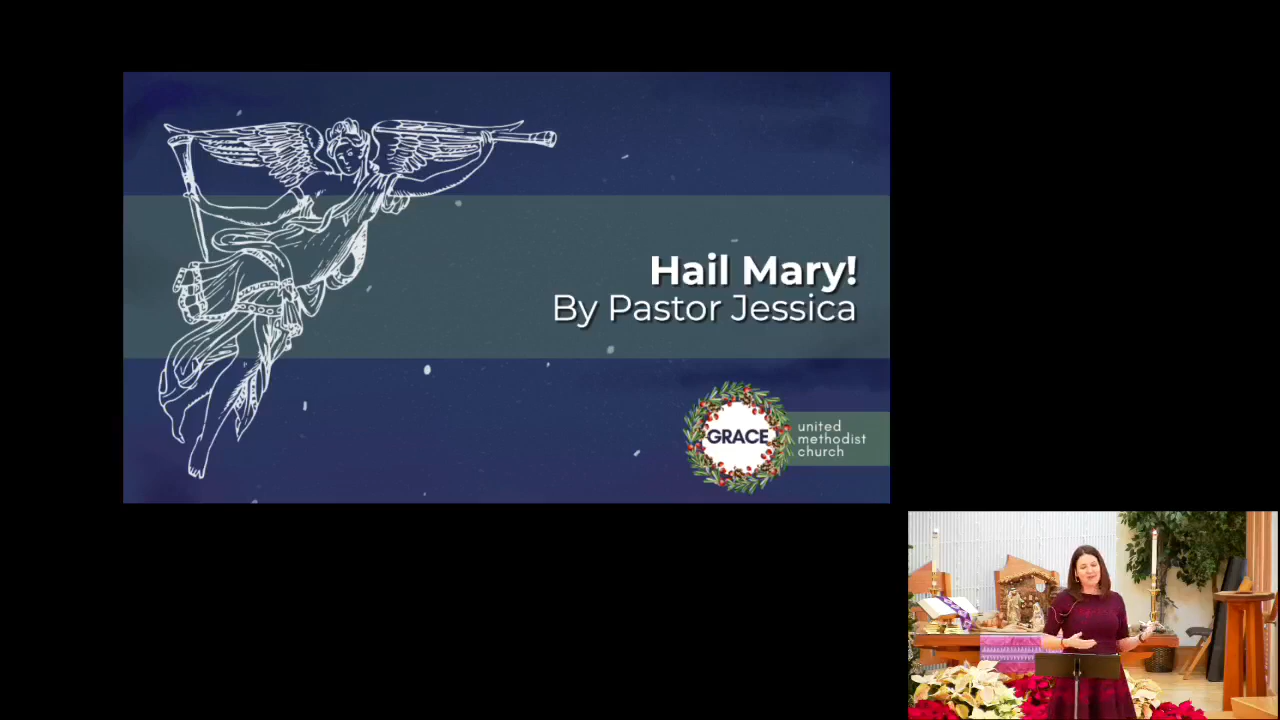 Hail Mary!
By Pastor Jessica
GRACE
united
methodist
church